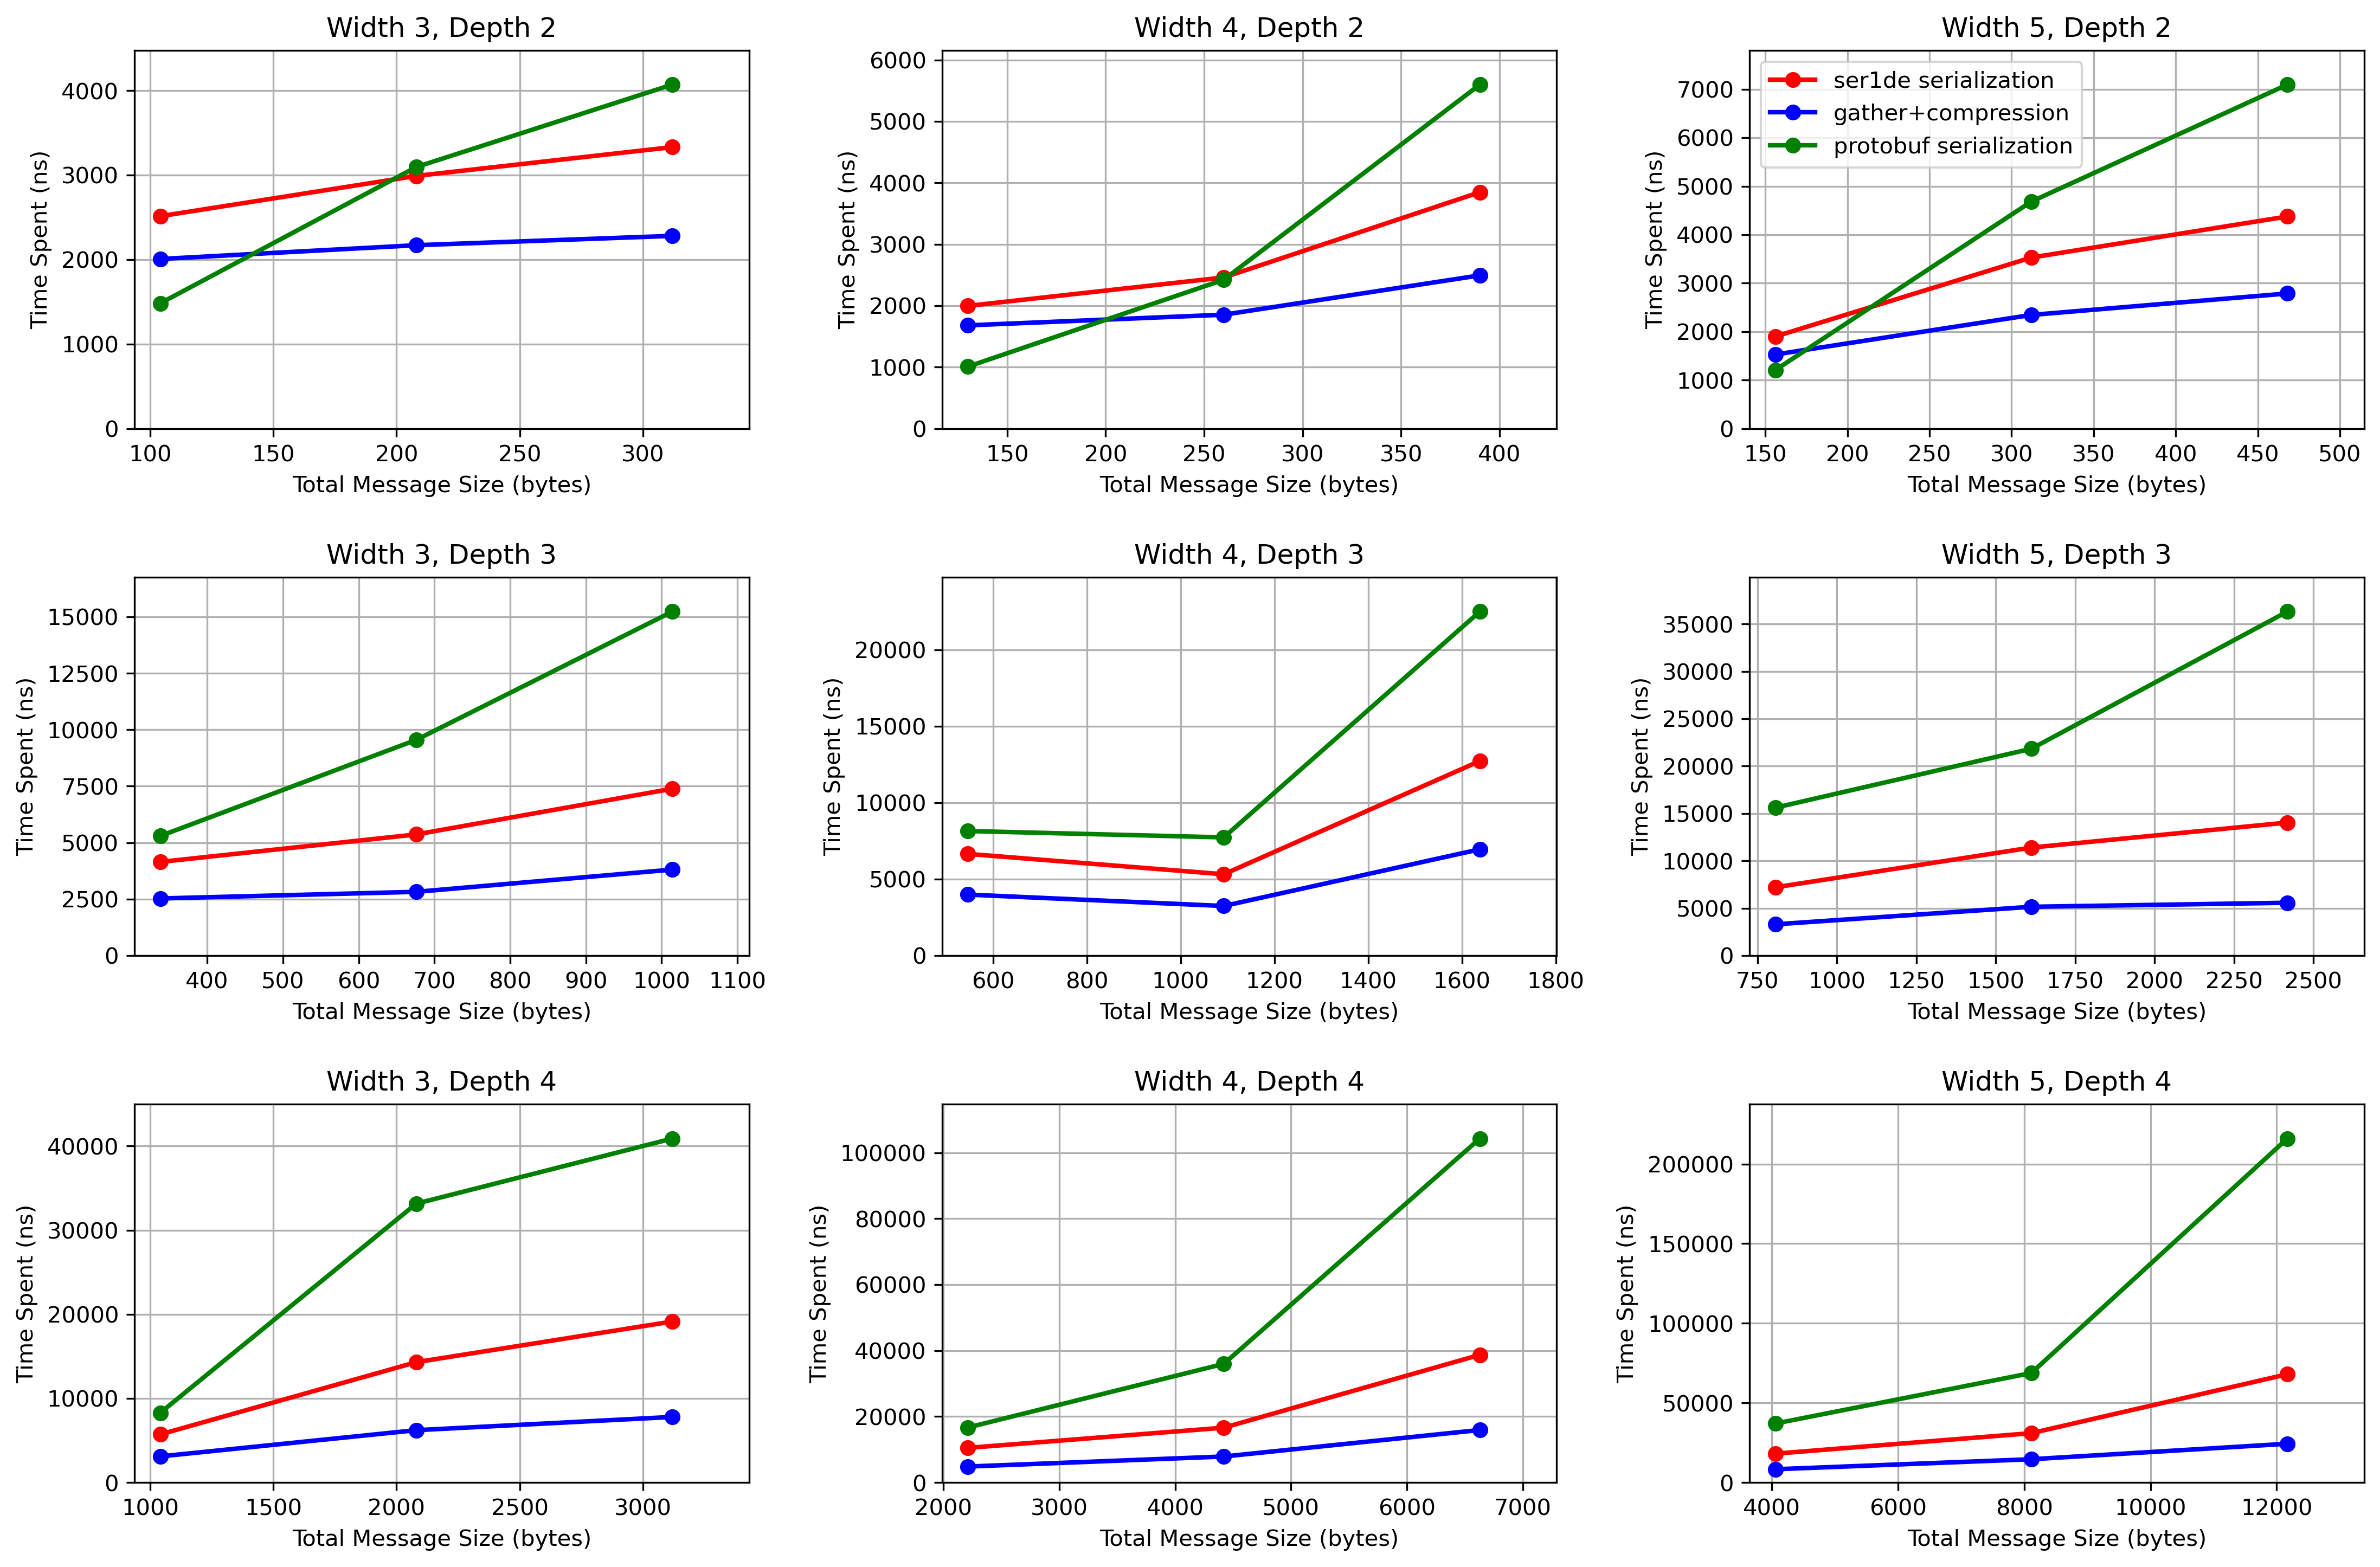 Width 3, Depth 2
Time Spent (ns)
4000
3000
2000
1000
0
100 150 200 250 300
Total Message Size (bytes)
Width 4, Depth 2
Time Spent (ns)
6000
5000
4000
3000
2000
1000
0
150 200 250 300 350 400
Total Message Size (bytes)
Width 5, Depth 2
ser1de serialization
gather+compression
protobuf serialization
Time Spent (ns)
7000
6000
5000
4000
3000
2000
1000
0
150 200 250 300 350 400 450 500
Total Message Size (bytes)
Width 3, Depth 3
Time Spent (ns)
15000
12500
10000
7500
5000
2500
0
400 500 600 700 800 900 1000 1100
Total Message Size (bytes)
Width 4, Depth 3
Time Spent (ns)
20000
15000
10000
5000
0
600 800 1000 1200 1400 1600 1800
Total Message Size (bytes)
Width 5, Depth 3
Time Spent (ns)
35000
30000
25000
20000
15000
10000
5000
0
750 1000 1250 1500 1750 2000 2250 2500
Total Message Size (bytes)
Width 3, Depth 4
Time Spent (ns)
40000
30000
20000
10000
0
1000 1500 2000 2500 3000
Total Message Size (bytes)
Width 4, Depth 4
Time Spent (ns)
100000
80000
60000
40000
20000
0
2000 3000 4000 5000 6000 7000
Total Message Size (bytes)
Width 5, Depth 4
Time Spent (ns)
200000
150000
100000
50000
0
4000 6000 8000 10000 12000
Total Message Size (bytes)